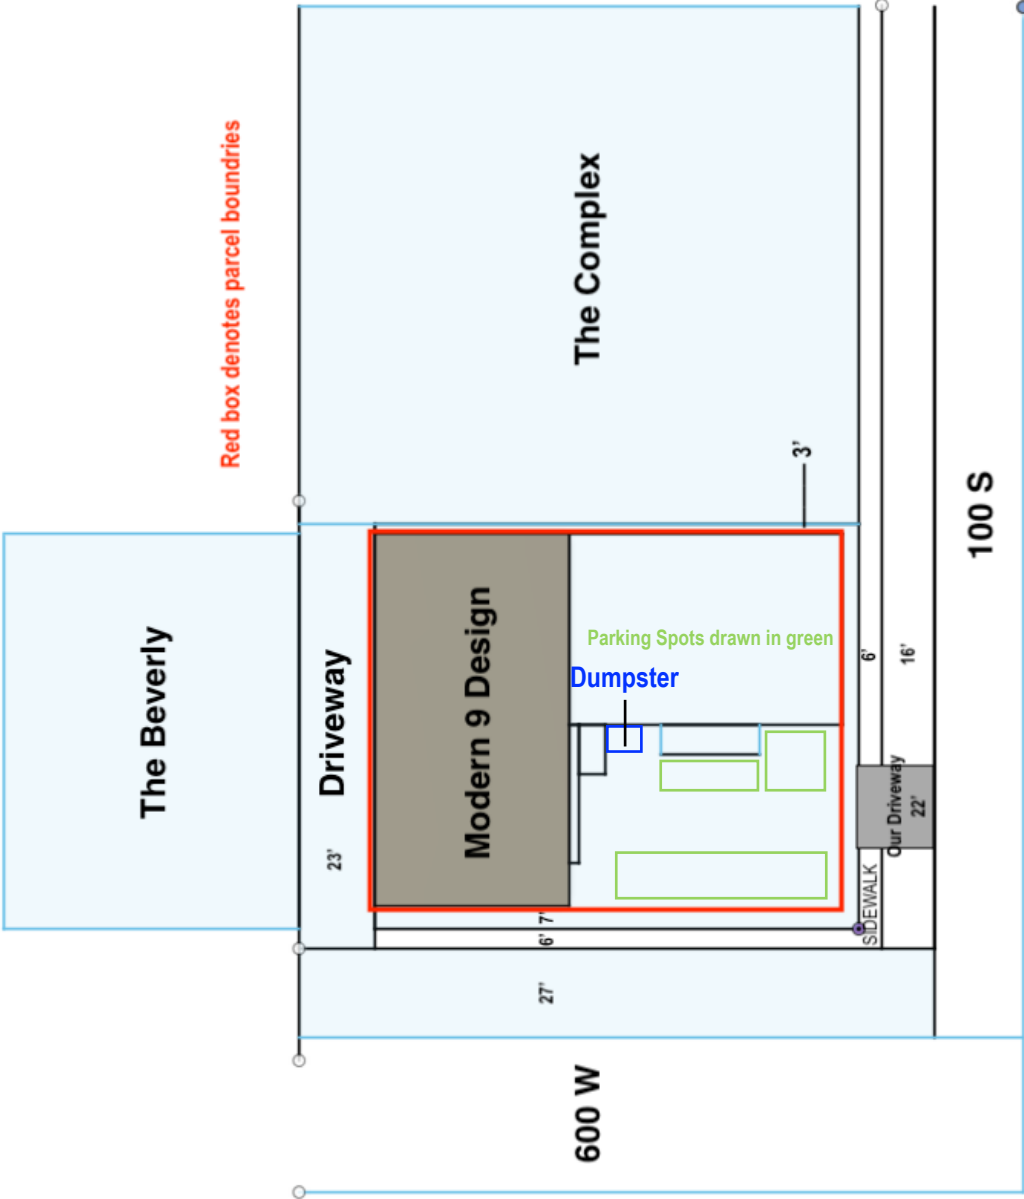 Red box denotes parcel boundries
The Complex
3'
100 S
The Beverly
Driveway
23'
Modern 9 Design
Parking Spots drawn in green
Dumpster
6'
16'
Our Driveway
22'
SIDEWALK
7'
6'
27'
600 W